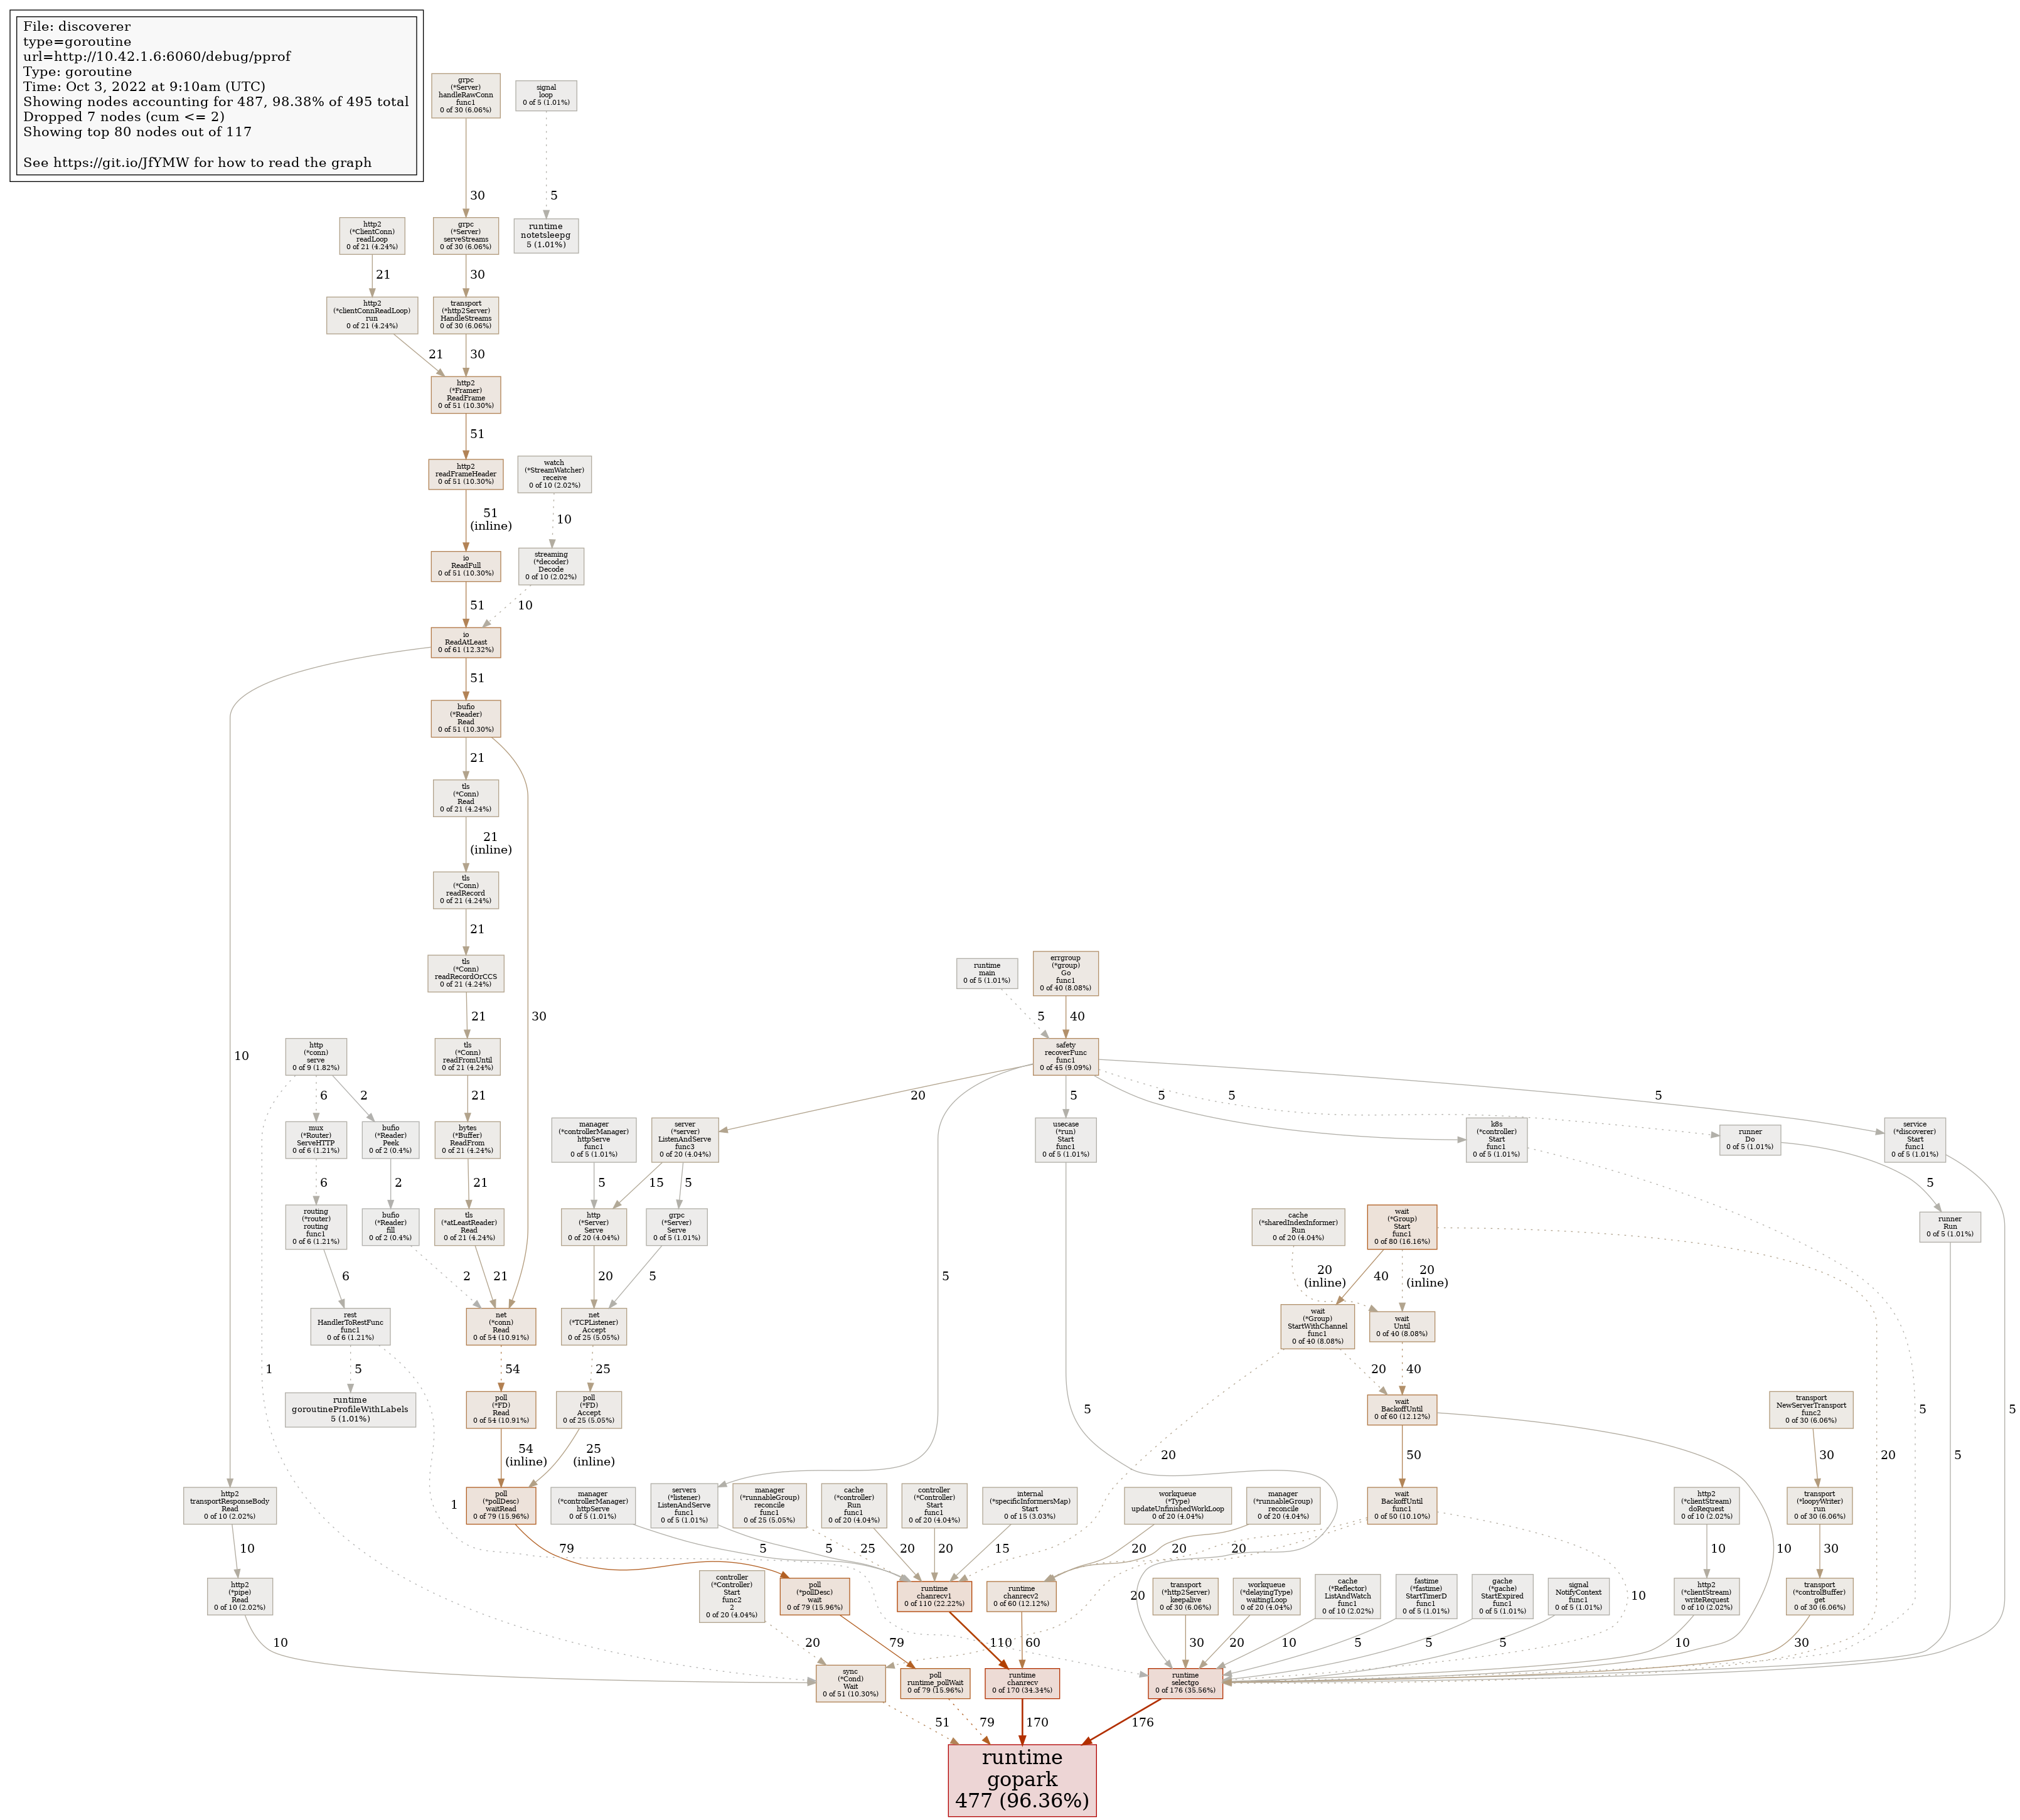 File: discoverer
type=goroutine
url=http://10.42.1.6:6060/debug/pprof
Type: goroutine
Time: Oct 3, 2022 at 9:10am (UTC)
Showing nodes accounting for 487, 98.38% of 495 total
Dropped 7 nodes (cum <= 2)
Showing top 80 nodes out of 117
See https://git.io/JfYMW for how to read the graph
grpc
(*Server)
handleRawConn
func1
0 of 30 (6.06%)
signal
loop
0 of 5 (1.01%)
30
5
http2
(*ClientConn)
readLoop
0 of 21 (4.24%)
grpc
(*Server)
serveStreams
0 of 30 (6.06%)
runtime
notetsleepg
5 (1.01%)
21
30
http2
(*clientConnReadLoop)
run
0 of 21 (4.24%)
transport
(*http2Server)
HandleStreams
0 of 30 (6.06%)
21
30
http2
(*Framer)
ReadFrame
0 of 51 (10.30%)
51
http2
readFrameHeader
0 of 51 (10.30%)
watch
(*StreamWatcher)
receive
0 of 10 (2.02%)
51
(inline)
10
io
ReadFull
0 of 51 (10.30%)
streaming
(*decoder)
Decode
0 of 10 (2.02%)
51
10
io
ReadAtLeast
0 of 61 (12.32%)
51
bufio
(*Reader)
Read
0 of 51 (10.30%)
21
tls
(*Conn)
Read
0 of 21 (4.24%)
21
(inline)
tls
(*Conn)
readRecord
0 of 21 (4.24%)
21
tls
(*Conn)
readRecordOrCCS
0 of 21 (4.24%)
runtime
main
0 of 5 (1.01%)
errgroup
(*group)
Go
func1
0 of 40 (8.08%)
10
21
30
5
40
http
(*conn)
serve
0 of 9 (1.82%)
tls
(*Conn)
readFromUntil
0 of 21 (4.24%)
safety
recoverFunc
func1
0 of 45 (9.09%)
6
2
21
20
5
5
5
5
mux
(*Router)
ServeHTTP
0 of 6 (1.21%)
bufio
(*Reader)
Peek
0 of 2 (0.4%)
bytes
(*Buffer)
ReadFrom
0 of 21 (4.24%)
manager
(*controllerManager)
httpServe
func1
0 of 5 (1.01%)
server
(*server)
ListenAndServe
func3
0 of 20 (4.04%)
usecase
(*run)
Start
func1
0 of 5 (1.01%)
k8s
(*controller)
Start
func1
0 of 5 (1.01%)
runner
Do
0 of 5 (1.01%)
service
(*discoverer)
Start
func1
0 of 5 (1.01%)
6
2
21
5
15
5
5
routing
(*router)
routing
func1
0 of 6 (1.21%)
bufio
(*Reader)
fill
0 of 2 (0.4%)
tls
(*atLeastReader)
Read
0 of 21 (4.24%)
http
(*Server)
Serve
0 of 20 (4.04%)
grpc
(*Server)
Serve
0 of 5 (1.01%)
cache
(*sharedIndexInformer)
Run
0 of 20 (4.04%)
wait
(*Group)
Start
func1
0 of 80 (16.16%)
runner
Run
0 of 5 (1.01%)
6
2
21
20
5
5
20
(inline)
40
20
(inline)
rest
HandlerToRestFunc
func1
0 of 6 (1.21%)
net
(*conn)
Read
0 of 54 (10.91%)
net
(*TCPListener)
Accept
0 of 25 (5.05%)
wait
(*Group)
StartWithChannel
func1
0 of 40 (8.08%)
wait
Until
0 of 40 (8.08%)
1
5
54
25
20
40
runtime
goroutineProfileWithLabels
5 (1.01%)
poll
(*FD)
Read
0 of 54 (10.91%)
poll
(*FD)
Accept
0 of 25 (5.05%)
5
wait
BackoffUntil
0 of 60 (12.12%)
transport
NewServerTransport
func2
0 of 30 (6.06%)
5
5
54
(inline)
25
(inline)
20
50
30
20
5
http2
transportResponseBody
Read
0 of 10 (2.02%)
1
poll
(*pollDesc)
waitRead
0 of 79 (15.96%)
manager
(*controllerManager)
httpServe
0 of 5 (1.01%)
servers
(*listener)
ListenAndServe
func1
0 of 5 (1.01%)
manager
(*runnableGroup)
reconcile
func1
0 of 25 (5.05%)
cache
(*controller)
Run
func1
0 of 20 (4.04%)
controller
(*Controller)
Start
func1
0 of 20 (4.04%)
internal
(*specificInformersMap)
Start
0 of 15 (3.03%)
workqueue
(*Type)
updateUnfinishedWorkLoop
0 of 20 (4.04%)
manager
(*runnableGroup)
reconcile
0 of 20 (4.04%)
wait
BackoffUntil
func1
0 of 50 (10.10%)
http2
(*clientStream)
doRequest
0 of 10 (2.02%)
transport
(*loopyWriter)
run
0 of 30 (6.06%)
10
79
5
5
25
20
20
15
20
20
20
10
10
30
http2
(*pipe)
Read
0 of 10 (2.02%)
controller
(*Controller)
Start
func2
2
0 of 20 (4.04%)
poll
(*pollDesc)
wait
0 of 79 (15.96%)
runtime
chanrecv1
0 of 110 (22.22%)
runtime
chanrecv2
0 of 60 (12.12%)
20
transport
(*http2Server)
keepalive
0 of 30 (6.06%)
workqueue
(*delayingType)
waitingLoop
0 of 20 (4.04%)
cache
(*Reflector)
ListAndWatch
func1
0 of 10 (2.02%)
fastime
(*fastime)
StartTimerD
func1
0 of 5 (1.01%)
gache
(*gache)
StartExpired
func1
0 of 5 (1.01%)
signal
NotifyContext
func1
0 of 5 (1.01%)
10
http2
(*clientStream)
writeRequest
0 of 10 (2.02%)
transport
(*controlBuffer)
get
0 of 30 (6.06%)
10
20
79
110
60
30
20
10
5
5
5
10
30
sync
(*Cond)
Wait
0 of 51 (10.30%)
poll
runtime_pollWait
0 of 79 (15.96%)
runtime
chanrecv
0 of 170 (34.34%)
runtime
selectgo
0 of 176 (35.56%)
51
79
170
176
runtime
gopark
477 (96.36%)